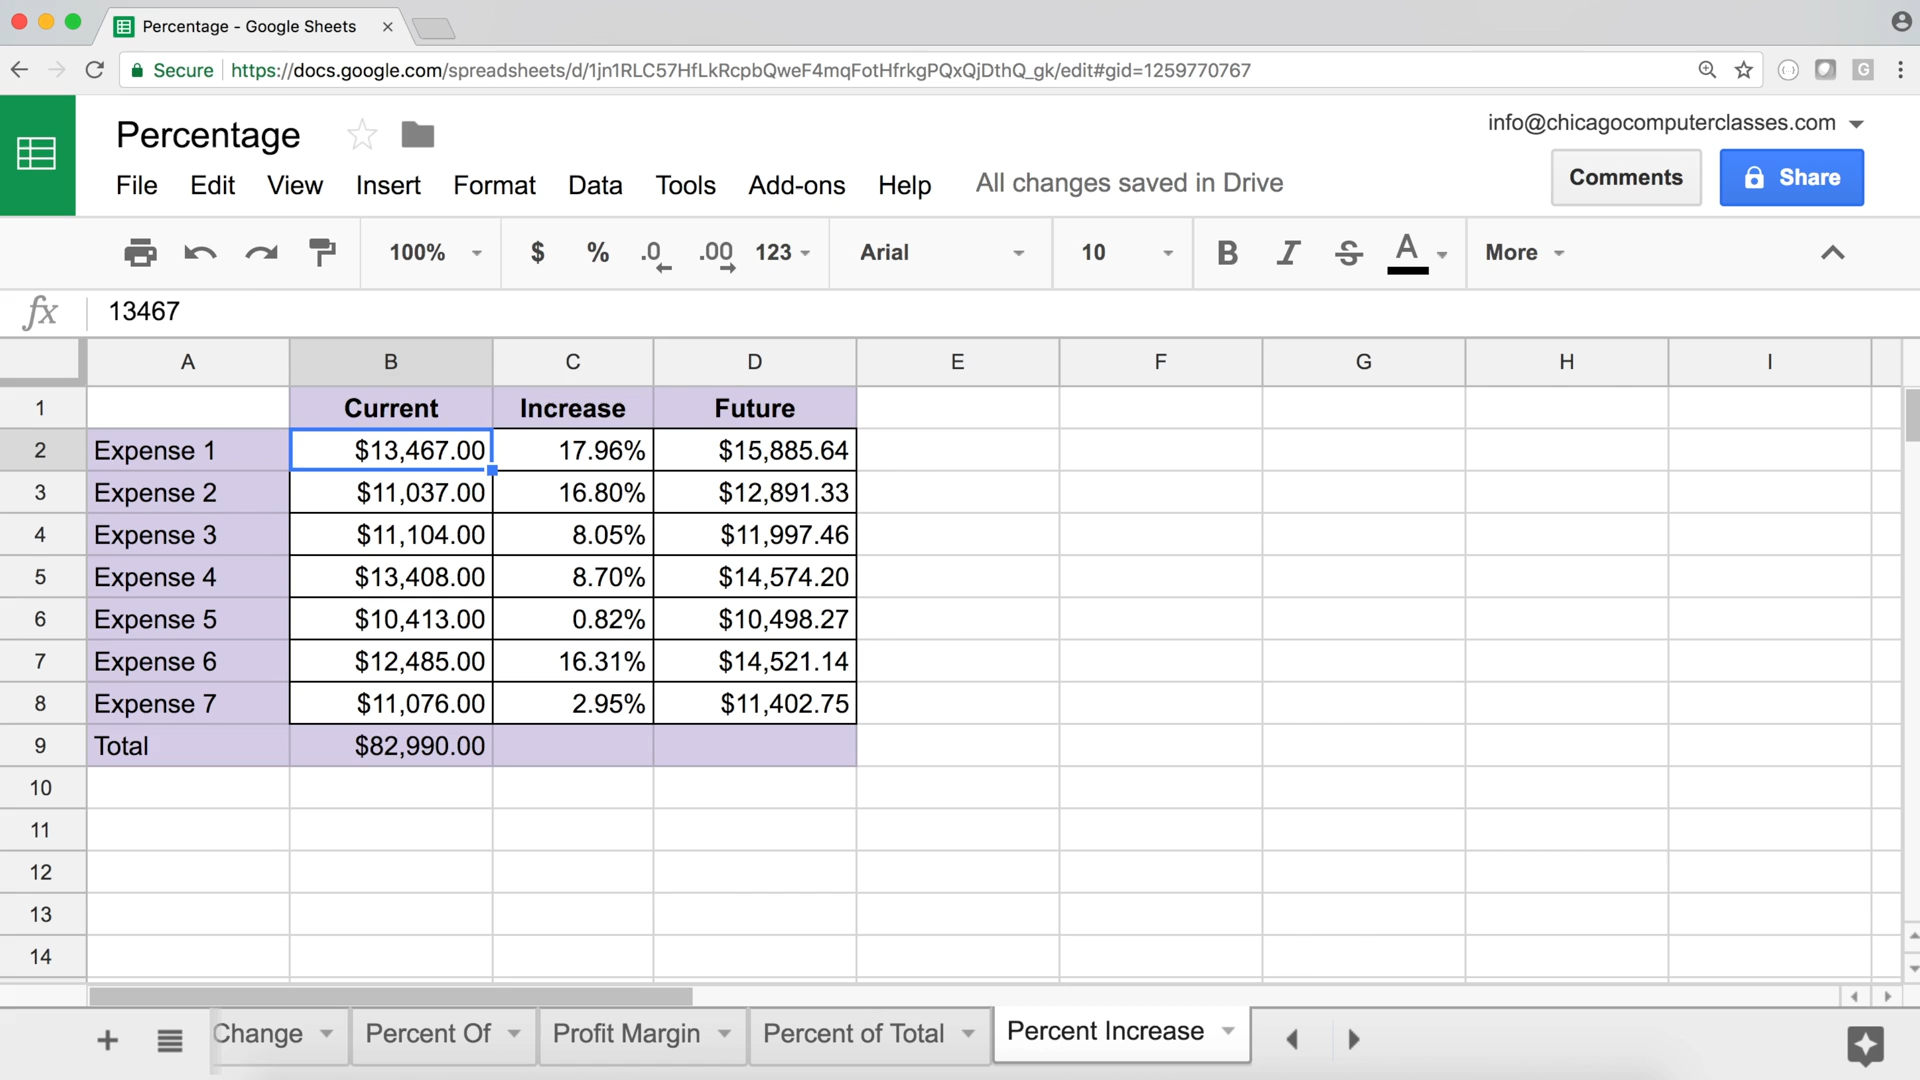 Percentage - Google Sheets
Secure https://docs.google.com/spreadsheets/d/1jn1RLC57HfLkRcpbQweF4mqFotHfrkgPQxQjDthQ_gk/edit#gid=1259770767
G
Percentage
info@chicagocomputerclasses.com
File Edit View Insert Format Data Tools Add-ons Help All changes saved in Drive
Comments Share
100% $ % .0 .00 123 Arial 10 B I S A More
fx 13467
A B C D E F G H I
1 Current Increase Future
2 Expense 1 $13,467.00 17.96% $15,885.64
3 Expense 2 $11,037.00 16.80% $12,891.33
4 Expense 3 $11,104.00 8.05% $11,997.46
5 Expense 4 $13,408.00 8.70% $14,574.20
6 Expense 5 $10,413.00 0.82% $10,498.27
7 Expense 6 $12,485.00 16.31% $14,521.14
8 Expense 7 $11,076.00 2.95% $11,402.75
9 Total $82,990.00
10
11
12
13
14
Change Percent Of Profit Margin Percent of Total Percent Increase